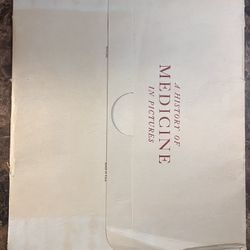 A HISTORY OF
MEDICINE
IN PICTURES